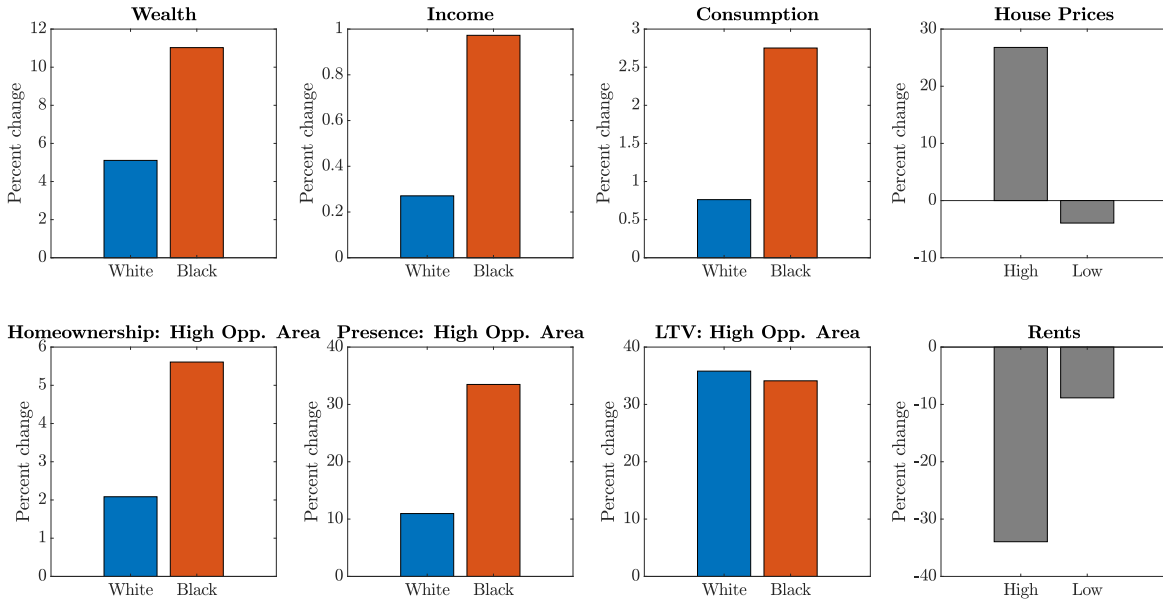 Wealth
Percent change
12
10
8
6
4
2
0
White Black
Income
Percent change
1
0.8
0.6
0.4
0.2
0
White Black
Consumption
Percent change
3
2.5
2
1.5
1
0.5
0
White Black
House Prices
Percent change
30
20
10
0
-10
High Low
Homeownership: High Opp. Area
Percent change
6
5
4
3
2
1
0
White Black
Presence: High Opp. Area
Percent change
40
30
20
10
0
White Black
LTV: High Opp. Area
Percent change
40
30
20
10
0
White Black
Rents
Percent change
0
-10
-20
-30
-40
High Low